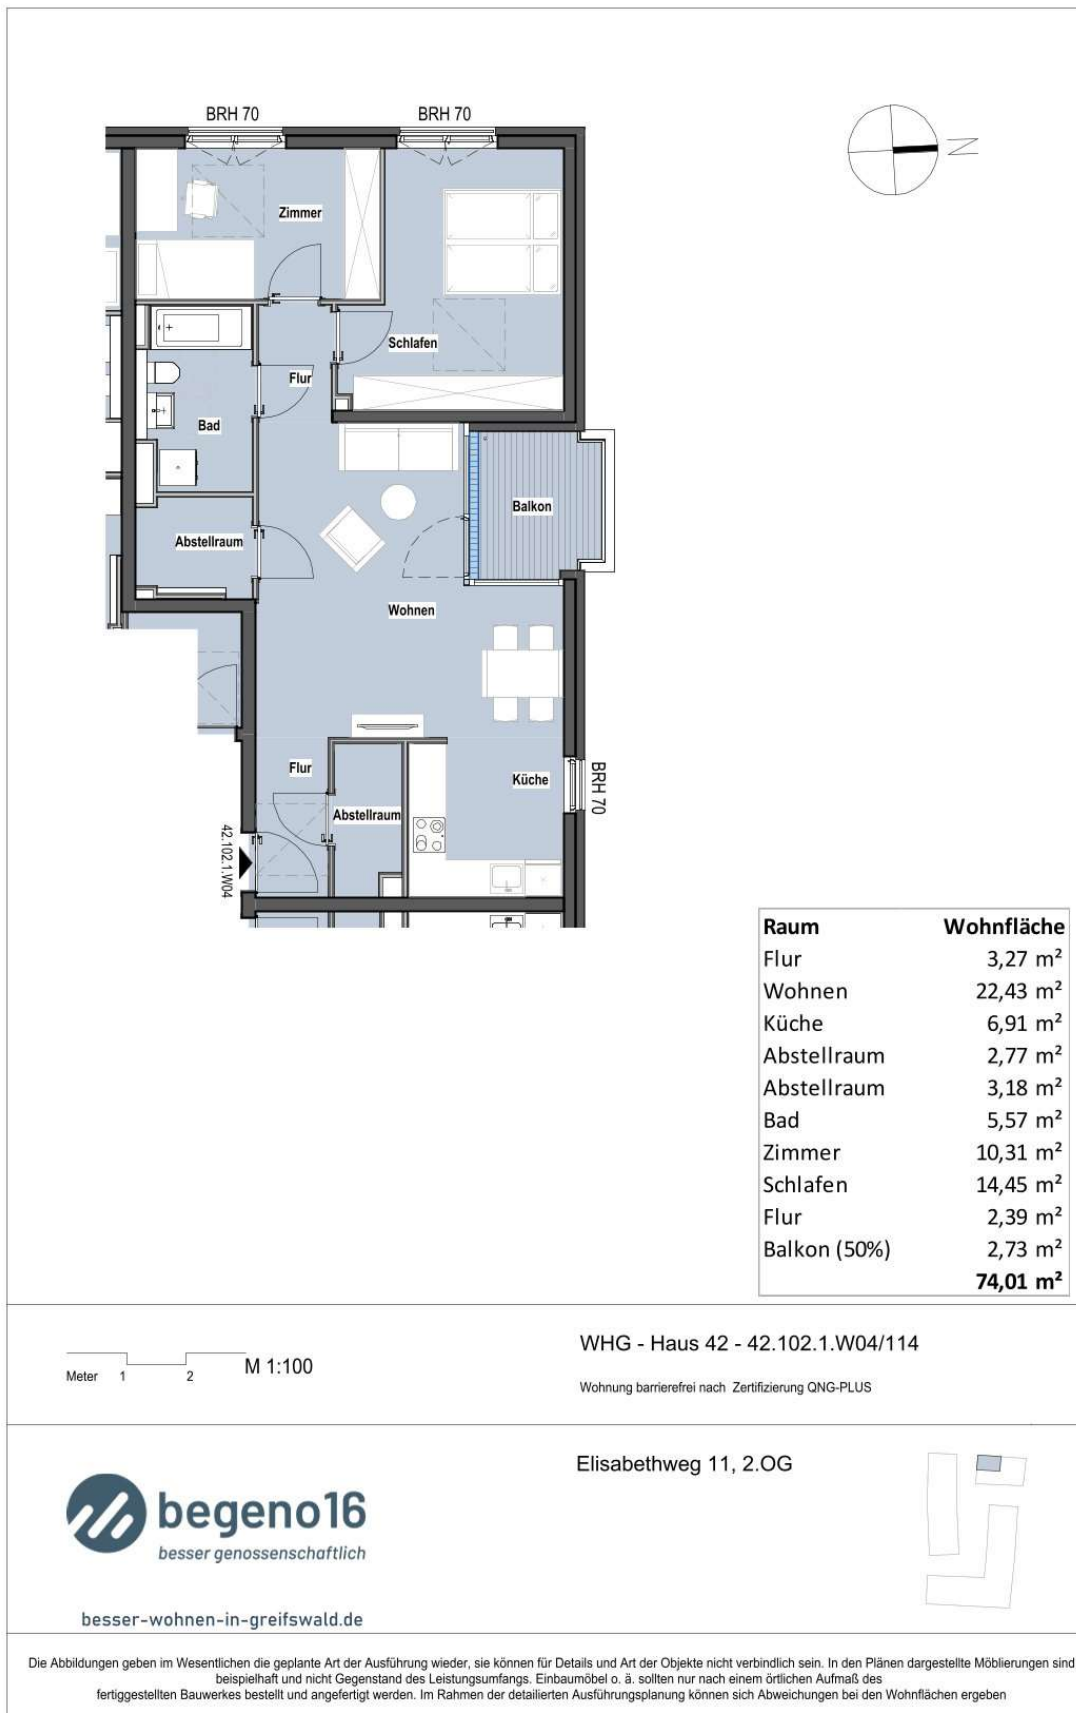 BRH 70
BRH 70
N
Zimmer
Schlafen
Flur
Bad
Balkon
Abstellraum
Wohnen
Flur
Küche
BRH 70
Abstellraum
42.102.1.W04
Raum Wohnfläche
Flur 3,27 m²
Wohnen 22,43 m²
Küche 6,91 m²
Abstellraum 2,77 m²
Abstellraum 3,18 m²
Bad 5,57 m²
Zimmer 10,31 m²
Schlafen 14,45 m²
Flur 2,39 m²
Balkon (50%) 2,73 m²
74,01 m²
Meter 1 2 M 1:100
WHG - Haus 42 - 42.102.1.W04/114
Wohnung barrierefrei nach Zertifizierung QNG-PLUS
Elisabethweg 11, 2.OG
begeno16
besser genossenschaftlich
besser-wohnen-in-greifswald.de
Die Abbildungen geben im Wesentlichen die geplante Art der Ausführung wieder, sie können für Details und Art der Objekte nicht verbindlich sein. In den Plänen dargestellte Möblierungen sind
beispielhaft und nicht Gegenstand des Leistungsumfangs. Einbaumöbel o. ä. sollten nur nach einem örtlichen Aufmaß des
fertiggestellten Bauwerkes bestellt und angefertigt werden. Im Rahmen der detailierten Ausführungsplanung können sich Abweichungen bei den Wohnflächen ergeben